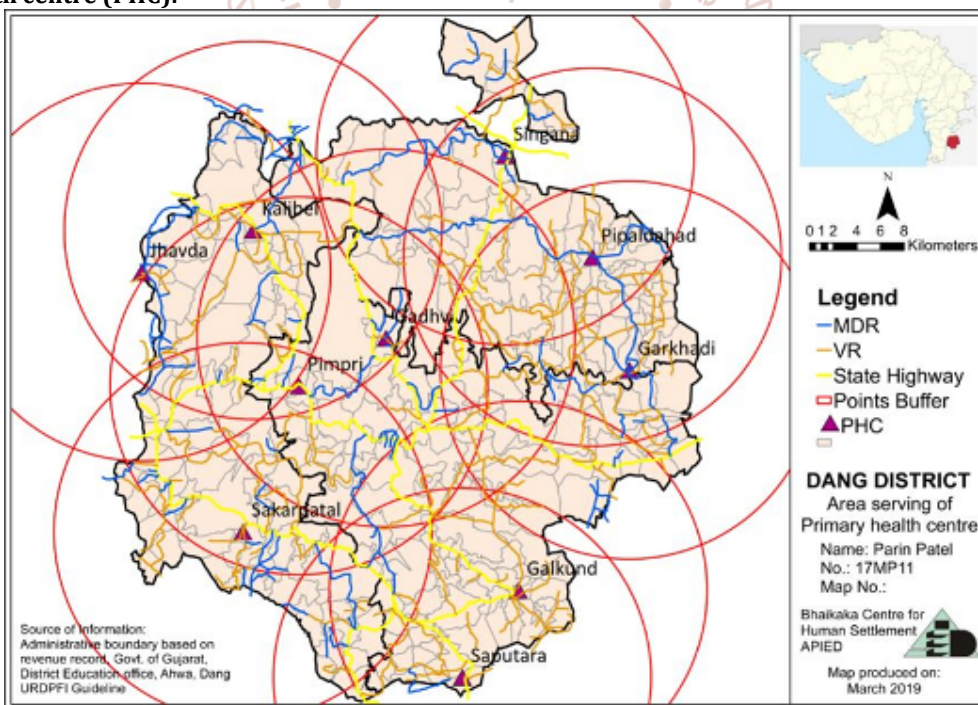 Singana
Kalibel
Jhavda
Pipaldahad
Gadhvi
Garkhadi
Pimpri
Sakarpatal
Galkund
Saputara
Source of Information:
Administrative boundary based on
revenue record, Govt. of Gujarat,
District Education office, Ahwa, Dang
URDPFI Guideline
N
0 1 2 4 6 8
Kilometers
Legend
MDR
VR
State Highway
Points Buffer
PHC
DANG DISTRICT
Area serving of
Primary health centre
Name: Parin Patel
No.: 17MP11
Map No.:
Bhaikaka Centre for
Human Settlement
APIED
Map produced on:
March 2019